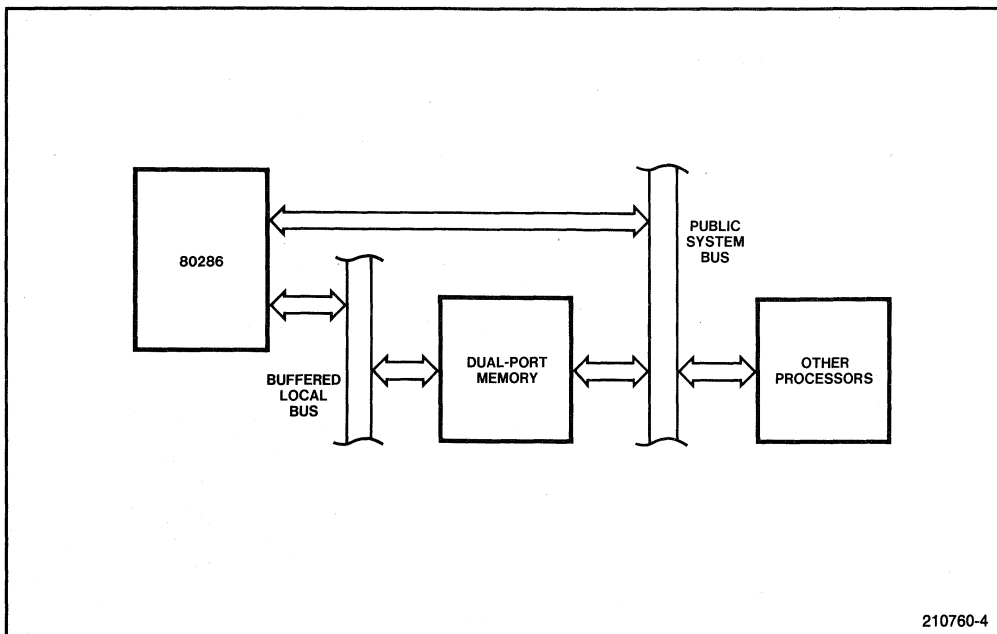 80286
PUBLIC
SYSTEM
BUS
BUFFERED
LOCAL
BUS
DUAL-PORT
MEMORY
OTHER
PROCESSORS
210760-4